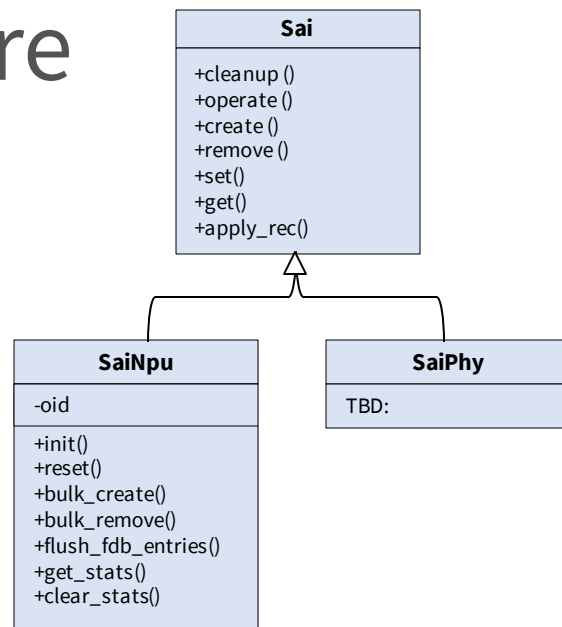 re
Sai
+cleanup ()
+operate ()
+create ()
+remove ()
+set()
+get()
+apply_rec()
SaiNpu
-oid
+init()
+reset()
+bulk_create()
+bulk_remove()
+flush_fdb_entries()
+get_stats()
+clear_stats()
SaiPhy
TBD: